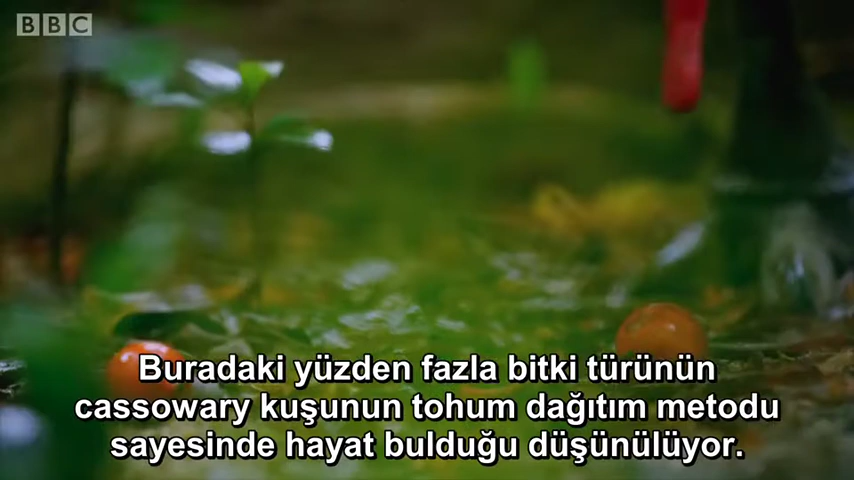 BBC
Buradaki yüzden fazla bitki türünün
cassowary kuşunun tohum dağıtım metodu
sayesinde hayat bulduğu düşünülüyor.